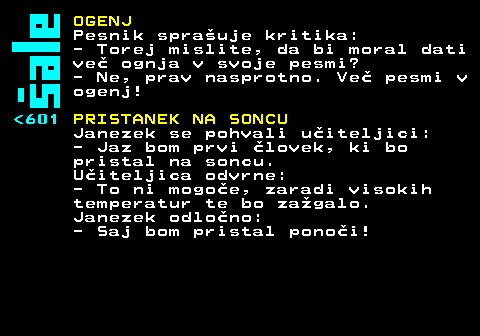 šale
OGENJ
Pesnik sprašuje kritika:
- Torej mislite, da bi moral dati
več ognja v svoje pesmi?
- Ne, prav nasprotno. Več pesmi v
ogenj!
<601 PRISTANEK NA SONCU
Janezek se pohvali učiteljici:
- Jaz bom prvi človek, ki bo
pristal na soncu.
Učiteljica odvrne:
- To ni mogoče, zaradi visokih
temperatur te bo zažgalo.
Janezek odločno:
- Saj bom pristal ponoči!